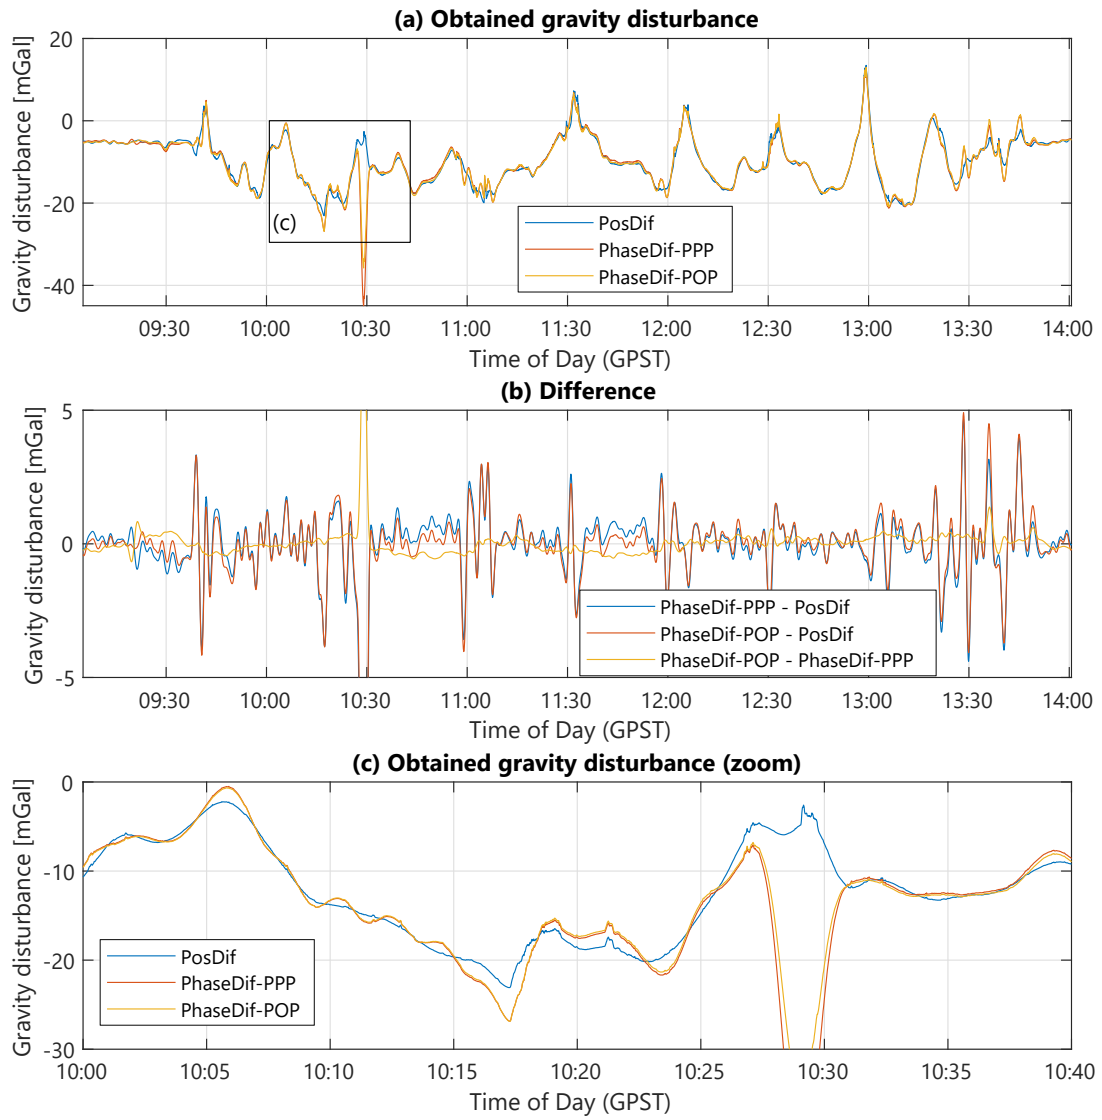 (a) Obtained gravity disturbance
Gravity disturbance [mGal]
20
0
-20
-40
(c)
PosDif
PhaseDif-PPP
PhaseDif-POP
09:30 10:00 10:30 11:00 11:30 12:00 12:30 13:00 13:30 14:00
Time of Day (GPST)
(b) Difference
Gravity disturbance [mGal]
5
0
-5
PhaseDif-PPP - PosDif
PhaseDif-POP - PosDif
PhaseDif-POP - PhaseDif-PPP
09:30 10:00 10:30 11:00 11:30 12:00 12:30 13:00 13:30 14:00
Time of Day (GPST)
(c) Obtained gravity disturbance (zoom)
Gravity disturbance [mGal]
0
-10
-20
-30
PosDif
PhaseDif-PPP
PhaseDif-POP
10:00 10:05 10:10 10:15 10:20 10:25 10:30 10:35 10:40
Time of Day (GPST)